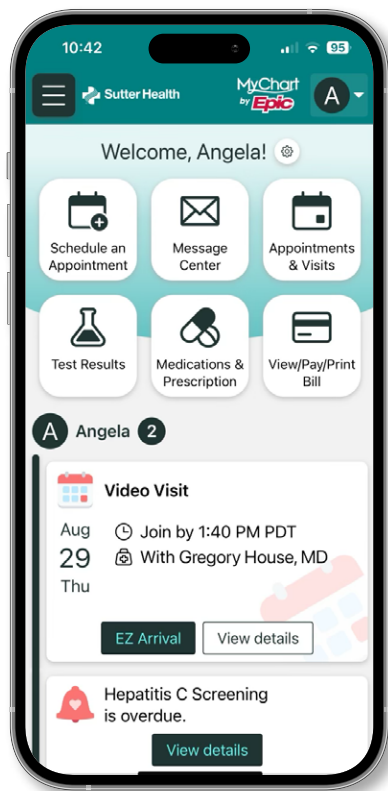 10:42
95
Sutter Health
MyChart
by Epic
A
Welcome, Angela!
Schedule an
Appointment
Message
Center
Appointments
& Visits
Test Results
Medications &
Prescription
View/Pay/Print
Bill
A Angela 2
Video Visit
Aug
29
Thu
Join by 1:40 PM PDT
With Gregory House, MD
EZ Arrival
View details
Hepatitis C Screening
is overdue.
View details